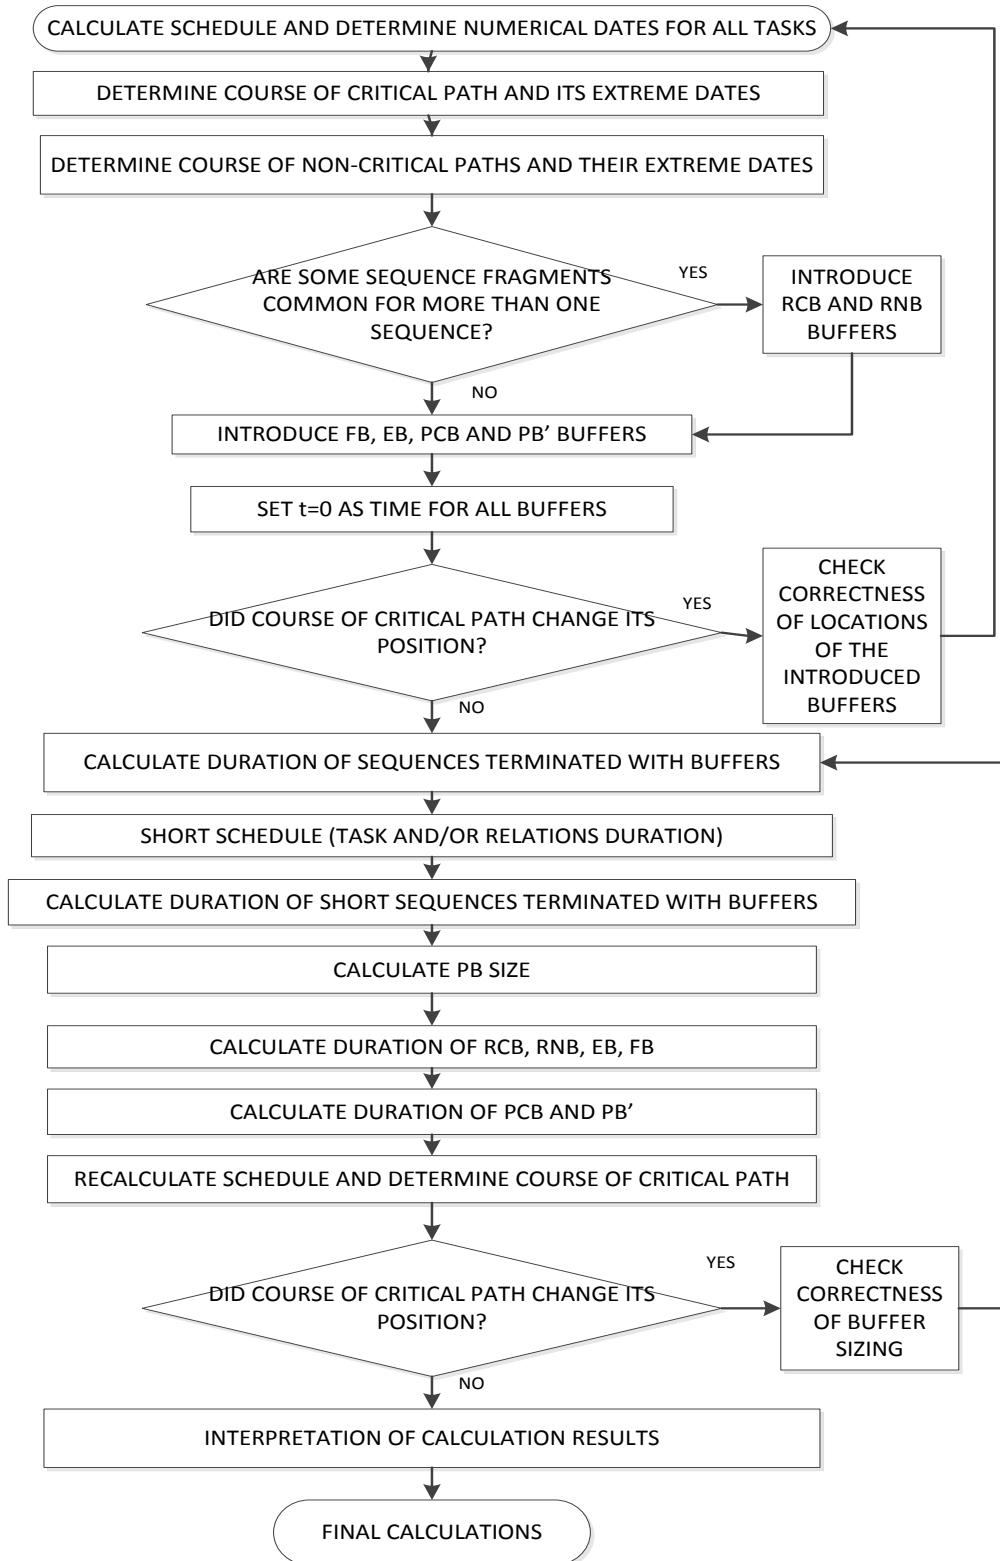 CALCULATE SCHEDULE AND DETERMINE NUMERICAL DATES FOR ALL TASKS
DETERMINE COURSE OF CRITICAL PATH AND ITS EXTREME DATES
DETERMINE COURSE OF NON-CRITICAL PATHS AND THEIR EXTREME DATES
ARE SOME SEQUENCE FRAGMENTS
COMMON FOR MORE THAN ONE
SEQUENCE?
YES
INTRODUCE
RCB AND RNB
BUFFERS
NO
INTRODUCE FB, EB, PCB AND PB’ BUFFERS
SET t=0 AS TIME FOR ALL BUFFERS
DID COURSE OF CRITICAL PATH CHANGE ITS
POSITION?
YES
CHECK
CORRECTNESS
OF LOCATIONS
OF THE
INTRODUCED
BUFFERS
NO
CALCULATE DURATION OF SEQUENCES TERMINATED WITH BUFFERS
SHORT SCHEDULE (TASK AND/OR RELATIONS DURATION)
CALCULATE DURATION OF SHORT SEQUENCES TERMINATED WITH BUFFERS
CALCULATE PB SIZE
CALCULATE DURATION OF RCB, RNB, EB, FB
CALCULATE DURATION OF PCB AND PB’
RECALCULATE SCHEDULE AND DETERMINE COURSE OF CRITICAL PATH
DID COURSE OF CRITICAL PATH CHANGE ITS
POSITION?
YES
CHECK
CORRECTNESS
OF BUFFER
SIZING
NO
INTERPRETATION OF CALCULATION RESULTS
FINAL CALCULATIONS